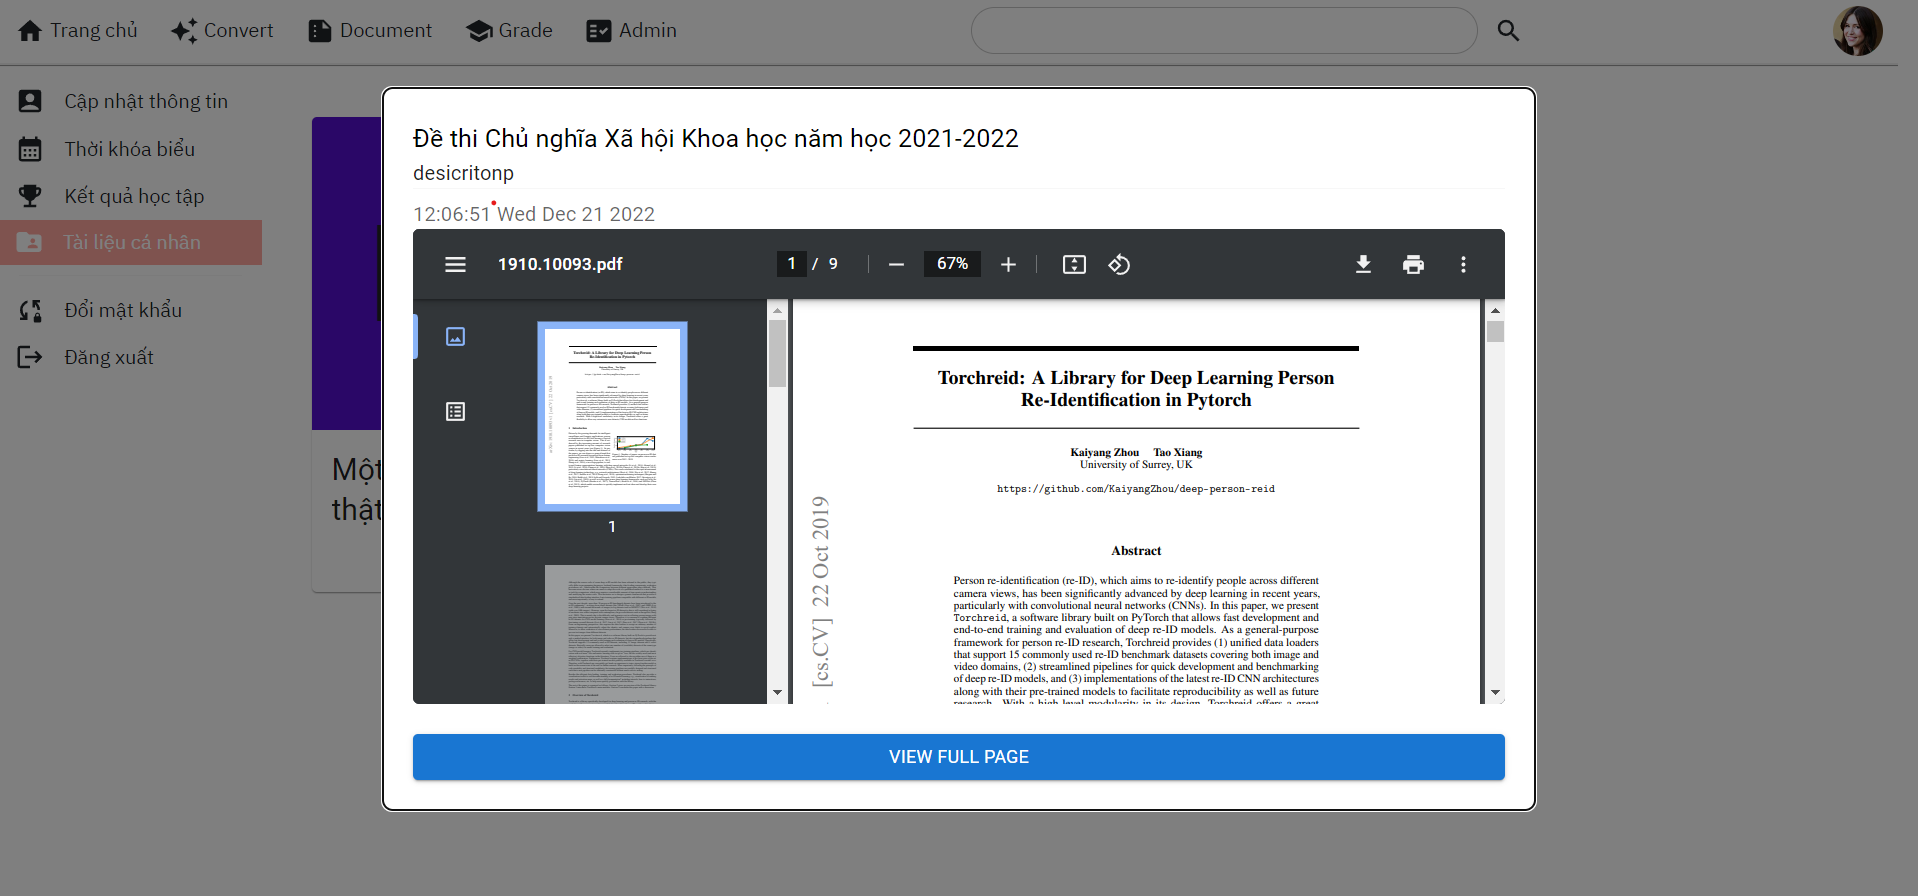 Trang chủ
Convert
Document
Grade
Admin
Cập nhật thông tin
Thời khóa biểu
Kết quả học tập
Tài liệu cá nhân
Đổi mật khẩu
Đăng xuất
Một
thật
Đề thi Chủ nghĩa Xã hội Khoa học năm học 2021-2022
desicritonp
12:06:51 Wed Dec 21 2022
1910.10093.pdf
1 / 9
67%
1
Torchreid: A Library for Deep Learning Person
Re-Identification in Pytorch
Kaiyang Zhou Tao Xiang
University of Surrey, UK
https://github.com/KaiyangZhou/deep-person-reid
[cs.CV] 22 Oct 2019
Abstract
Person re-identification (re-ID), which aims to re-identify people across different
camera views, has been significantly advanced by deep learning in recent years,
particularly with convolutional neural networks (CNNs). In this paper, we present
Torchreid, a software library built on PyTorch that allows fast development and
end-to-end training and evaluation of deep re-ID models. As a general-purpose
framework for person re-ID research, Torchreid provides (1) unified data loaders
that support 15 commonly used re-ID benchmark datasets covering both image and
video domains, (2) streamlined pipelines for quick development and benchmarking
of deep re-ID models, and (3) implementations of the latest re-ID CNN architectures
along with their pre-trained models to facilitate reproducibility as well as future
research. With a high-level modularity in its design, Torchreid offers a great
VIEW FULL PAGE